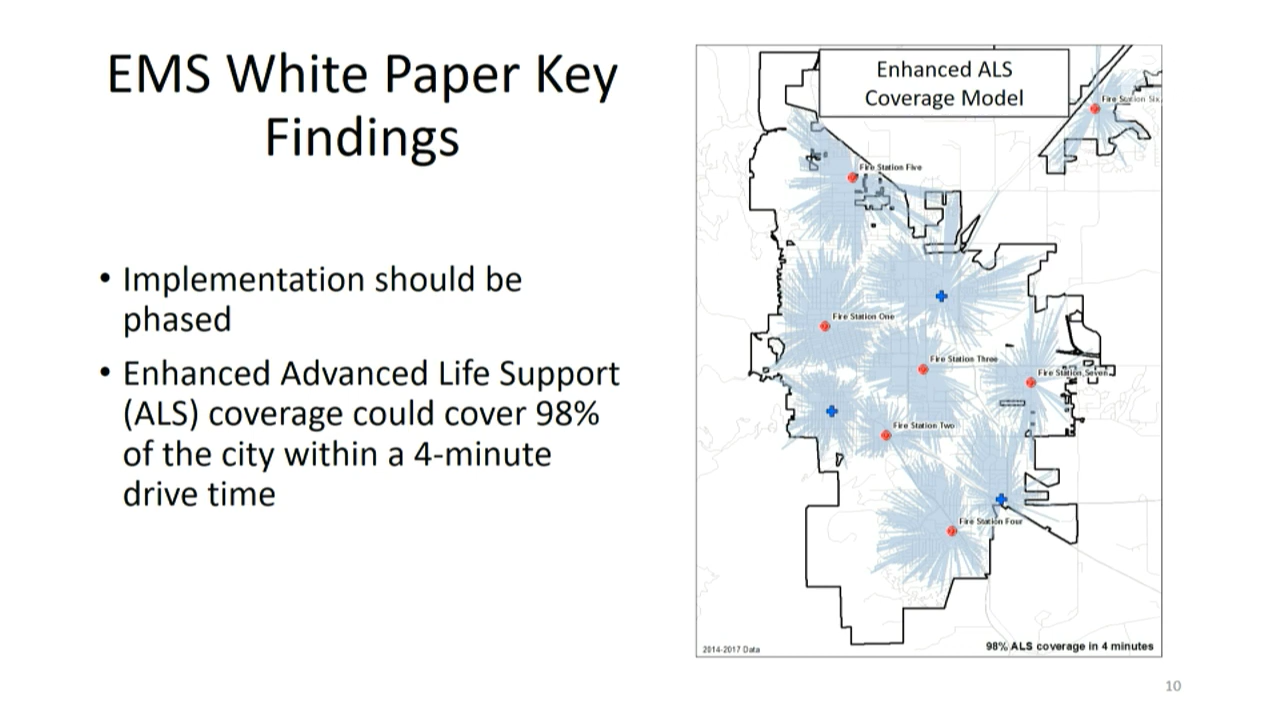 EMS White Paper Key
Findings
• Implementation should be
phased
• Enhanced Advanced Life Support
(ALS) coverage could cover 98%
of the city within a 4-minute
drive time
Enhanced ALS
Coverage Model
Fire Station Six
Fire Station Five
Fire Station One
Fire Station Three
Fire Station Seven
Fire Station Two
Fire Station Four
2014-2017 Data
98% ALS coverage in 4 minutes
10